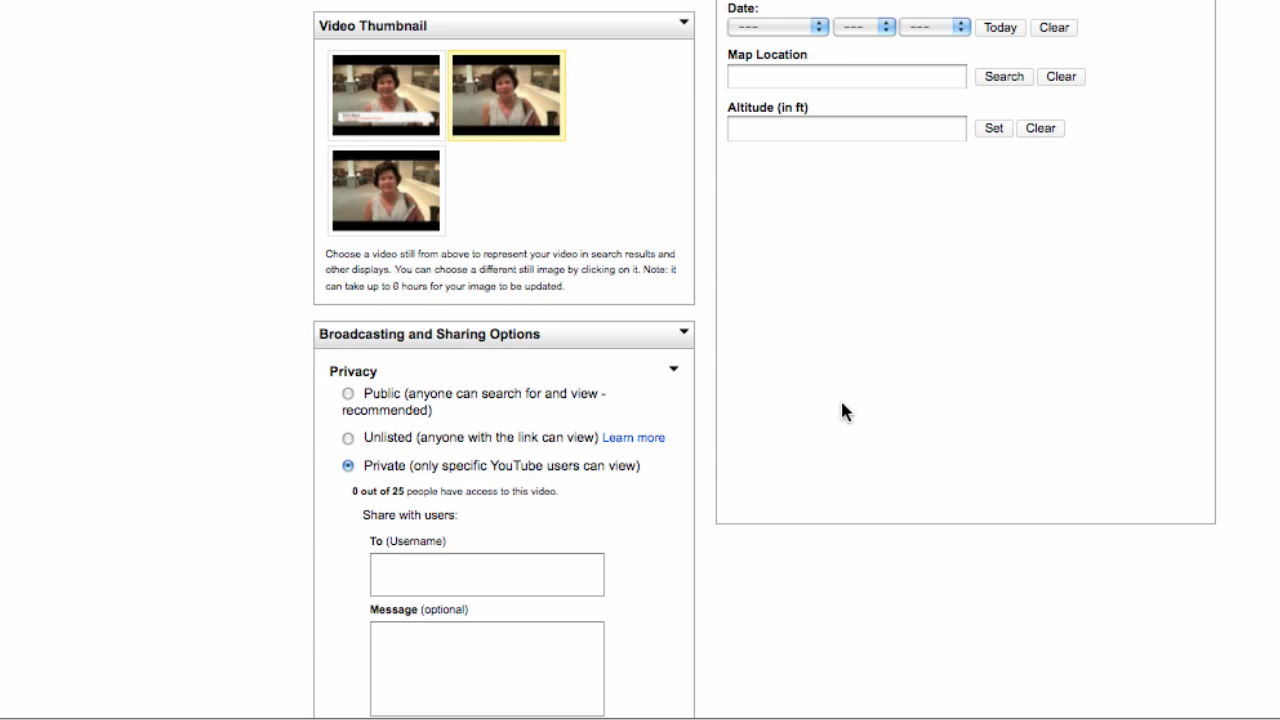 Video Thumbnail
Choose a video still from above to represent your video in search results and
other displays. You can choose a different still image by clicking on it. Note: it
can take up to 6 hours for your image to be updated.
Broadcasting and Sharing Options
Privacy
Public (anyone can search for and view -
recommended)
Unlisted (anyone with the link can view) Learn more
Private (only specific YouTube users can view)
0 out of 25 people have access to this video.
Share with users:
To (Username)
Message (optional)
Date:
--- --- --- Today Clear
Map Location
Search Clear
Altitude (in ft)
Set Clear